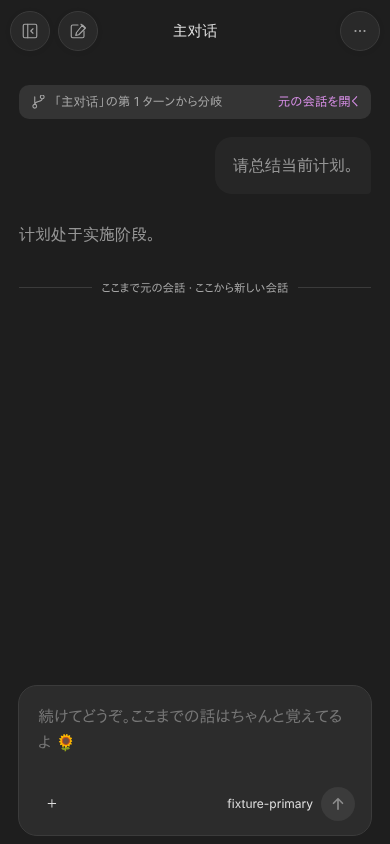 主对话
「主对话」の第 1 ターンから分岐
元の会話を開く
请总结当前计划。
计划处于实施阶段。
ここまで元の会話 · ここから新しい会話
続けてどうぞ。ここまでの話はちゃんと覚えてる
よ 🌻
fixture-primary